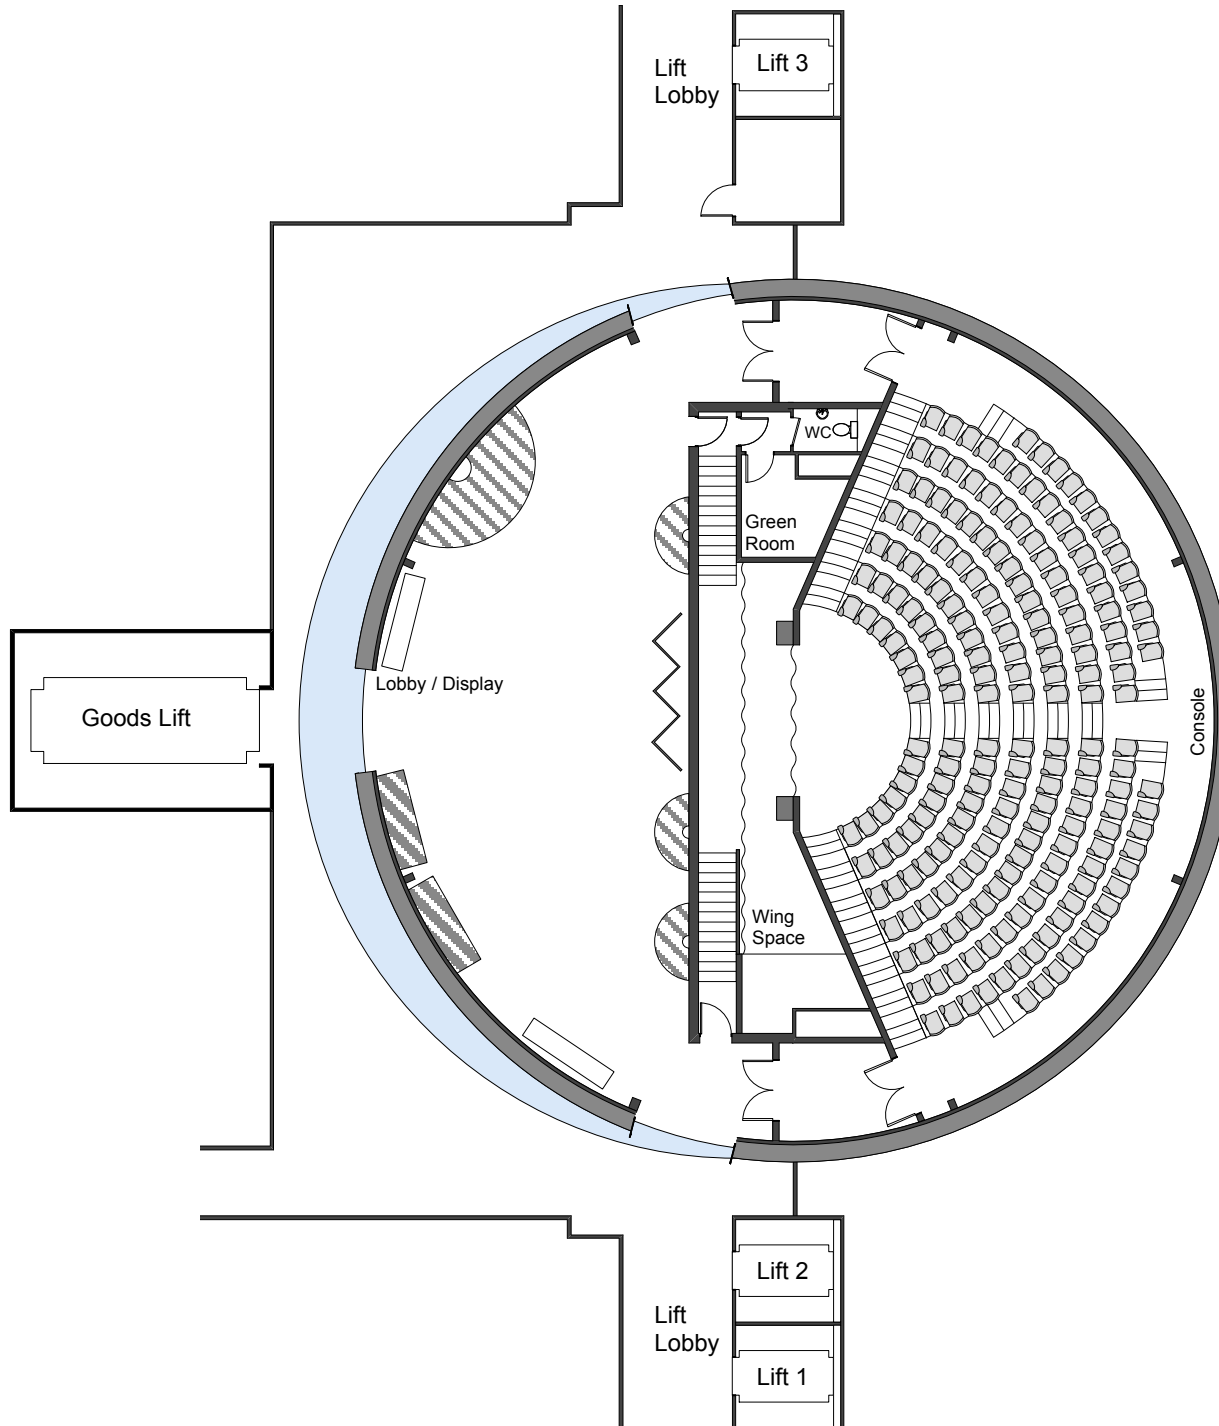 Lift 3
Lift
Lobby
WC
Green
Room
Lobby / Display
Goods Lift
Console
Wing
Space
Lift 2
Lift
Lobby
Lift 1